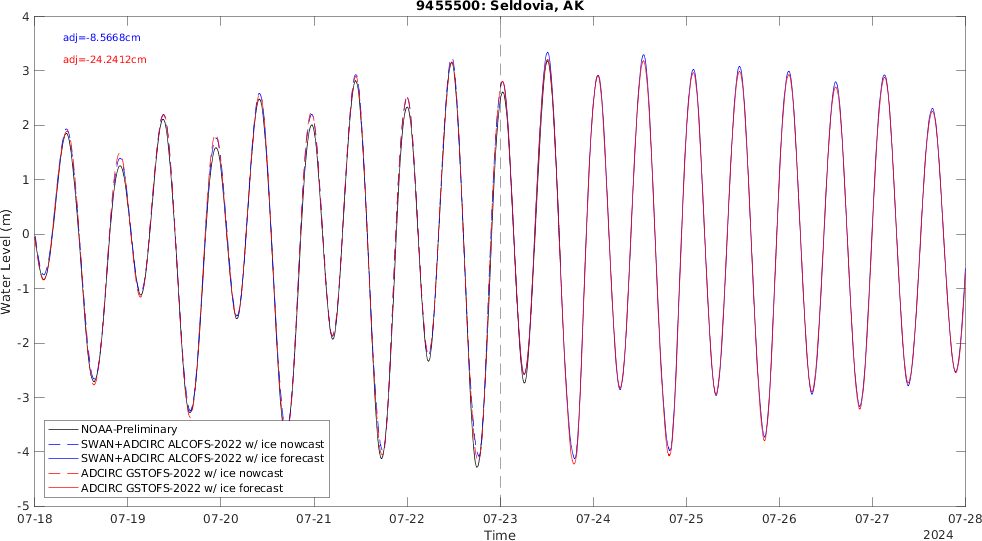 9455500: Seldovia, AK
adj=-8.5668cm
adj=-24.2412cm
Water Level (m)
4
3
2
1
0
-1
-2
-3
-4
-5
NOAA-Preliminary
SWAN+ADCIRC ALCOFS-2022 w/ ice nowcast
SWAN+ADCIRC ALCOFS-2022 w/ ice forecast
ADCIRC GSTOFS-2022 w/ ice nowcast
ADCIRC GSTOFS-2022 w/ ice forecast
07-18 07-19 07-20 07-21 07-22 07-23 07-24 07-25 07-26 07-27 07-28
Time
2024